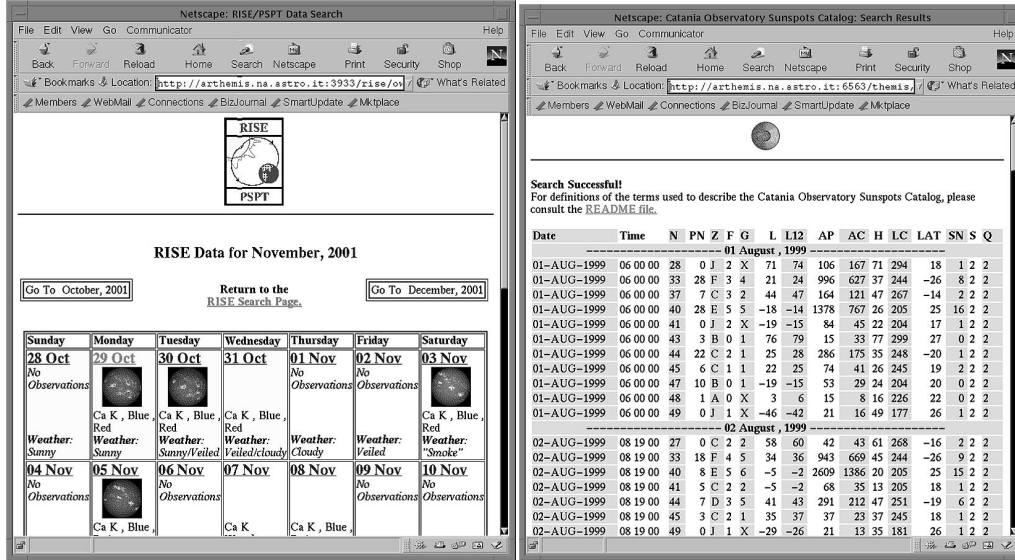 Netscape: RISE/PSPT Data Search
File Edit View Go Communicator Help
Back Forward Reload Home Search Netscape Print Security Shop N
Bookmarks Location: http://arthemis.na.astro.it:3933/rise/ov What's Related
Members WebMail Connections BizJournal SmartUpdate Mktplace
RISE
PSPT
RISE Data for November, 2001
Go To October, 2001
Return to the
RISE Search Page.
Go To December, 2001
Sunday Monday Tuesday Wednesday Thursday Friday Saturday
28 Oct 29 Oct 30 Oct 31 Oct 01 Nov 02 Nov 03 Nov
No No No
Observations Observations Observations
Ca K , Blue , Ca K , Blue , Ca K , Blue , Ca K , Blue ,
Red Red Red Red
Weather: Weather: Weather: Weather: Weather: Weather: Weather:
Sunny Sunny Sunny/Veiled Veiled/cloudy Cloudy Veiled "Smoke"
04 Nov 05 Nov 06 Nov 07 Nov 08 Nov 09 Nov 10 Nov
No No No No
Observations Observations Observations Observations
Ca K , Blue , Ca K Ca K , Blue ,
Netscape: Catania Observatory Sunspots Catalog: Search Results
File Edit View Go Communicator Help
Back Forward Reload Home Search Netscape Print Security Shop N
Bookmarks Location: http://arthemis.na.astro.it:6563/themis, What's Related
Members WebMail Connections BizJournal SmartUpdate Mktplace
Search Successful!
For definitions of the terms used to describe the Catania Observatory Sunspots Catalog, please
consult the README file.
Date Time N PN Z F G L L12 AP AC H LC LAT SN S Q
---------------------- 01 August , 1999 ----------------------
01-AUG-1999 06 00 00 28 0 J 2 X 71 74 106 167 71 294 18 1 2 2
01-AUG-1999 06 00 00 33 28 F 3 4 21 24 996 627 37 244 -26 8 2 2
01-AUG-1999 06 00 00 37 7 C 3 2 44 47 164 121 47 267 -14 2 2 2
01-AUG-1999 06 00 00 40 28 E 5 5 -18 -14 1378 767 26 205 25 16 2 2
01-AUG-1999 06 00 00 41 0 J 2 X -19 -15 84 45 22 204 17 1 2 2
01-AUG-1999 06 00 00 43 3 B 0 1 76 79 15 33 77 299 27 0 2 2
01-AUG-1999 06 00 00 44 22 C 2 1 25 28 286 175 35 248 -20 1 2 2
01-AUG-1999 06 00 00 45 6 C 1 1 22 25 74 41 26 245 19 2 2 2
01-AUG-1999 06 00 00 47 10 B 0 1 -19 -15 53 29 24 204 20 0 2 2
01-AUG-1999 06 00 00 48 1 A 0 X 3 6 15 8 16 226 22 0 2 2
01-AUG-1999 06 00 00 49 0 J 1 X -46 -42 21 16 49 177 26 1 2 2
---------------------- 02 August , 1999 ----------------------
02-AUG-1999 08 19 00 27 0 C 2 2 58 60 42 43 61 268 -16 2 2 2
02-AUG-1999 08 19 00 33 18 F 4 5 34 36 943 669 45 244 -26 9 2 2
02-AUG-1999 08 19 00 40 8 E 5 6 -5 -2 2609 1386 20 205 25 15 2 2
02-AUG-1999 08 19 00 41 5 C 2 2 -5 -2 68 35 13 205 18 1 2 2
02-AUG-1999 08 19 00 44 7 D 3 5 41 43 291 212 47 251 -19 6 2 2
02-AUG-1999 08 19 00 45 3 C 2 1 35 37 37 23 37 245 18 1 2 2
02-AUG-1999 08 19 00 49 0 J 1 X -29 -26 21 13 35 181 26 1 2 2